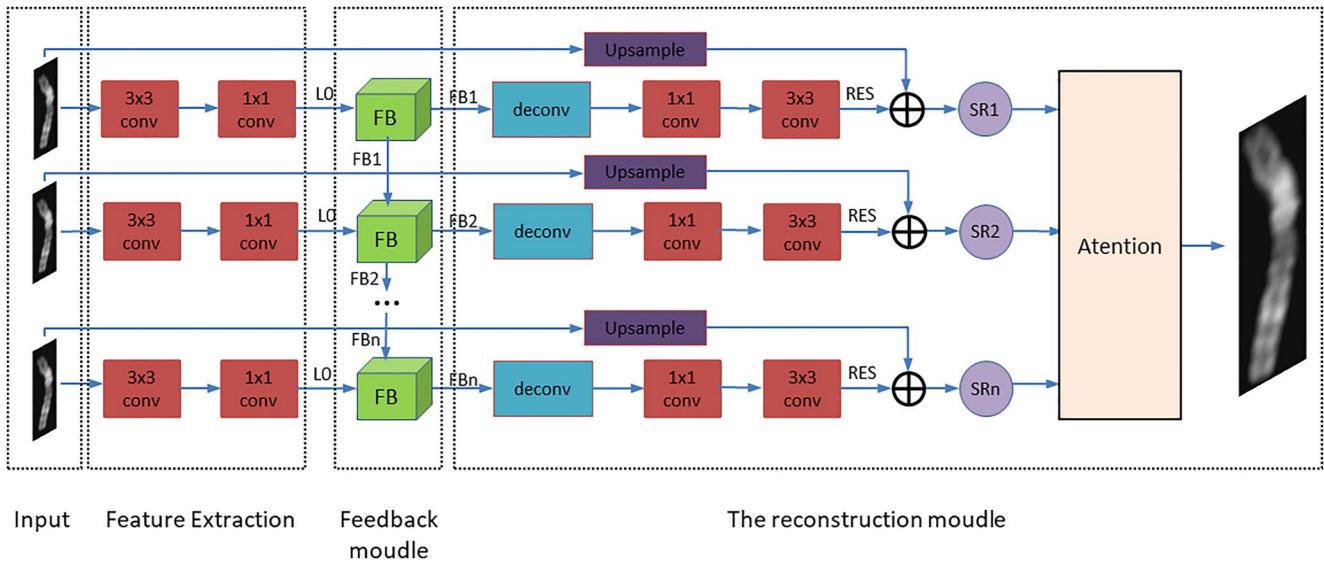 Upsample
3x3
conv
1x1
conv
L0
FB
FB1
deconv
1x1
conv
3x3
conv
RES
SR1
FB1
Upsample
3x3
conv
1x1
conv
L0
FB
FB2
deconv
1x1
conv
3x3
conv
RES
SR2
Atention
FB2
...
Upsample
FBn
3x3
conv
1x1
conv
L0
FB
FBn
deconv
1x1
conv
3x3
conv
RES
SRn
Input
Feature Extraction
Feedback
moudle
The reconstruction moudle